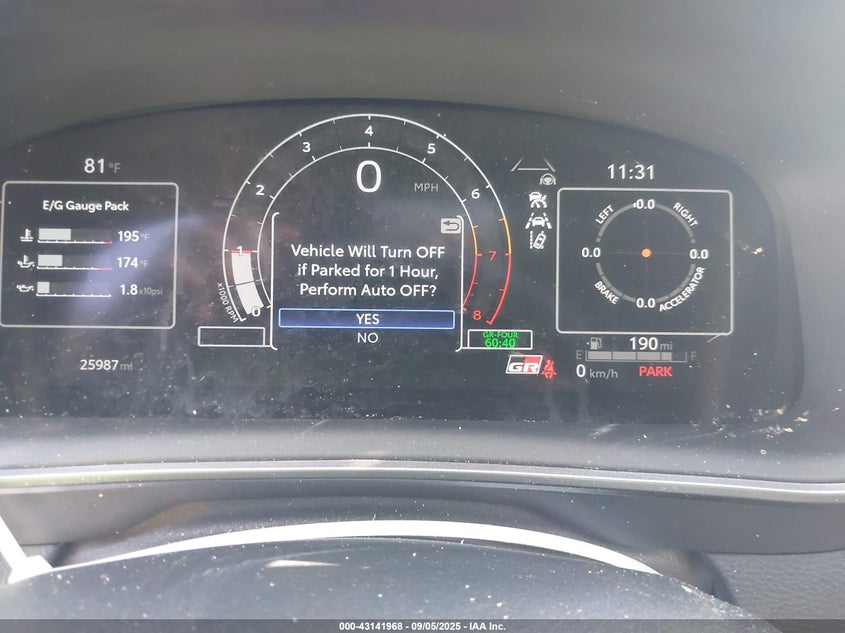 81°F
E/G Gauge Pack
195 °F
174 °F
1.8 x10psi
25987 mi
0 1 2 3 4 5 6 7 8
x1000 RPM
0 MPH
Vehicle Will Turn OFF
if Parked for 1 Hour,
Perform Auto OFF?
YES
NO
GR-FOUR
60:40
GR
11:31
0.0
LEFT RIGHT
0.0 0.0
BRAKE ACCELERATOR
0.0
190 mi
E F
0 km/h PARK
000-43141968 - 09/05/2025 - IAA Inc.